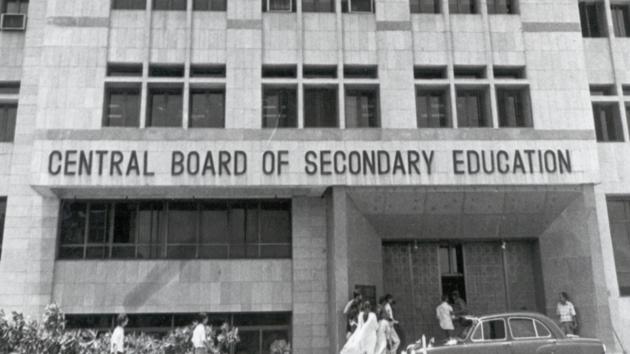 CENTRAL BOARD OF SECONDARY EDUCATION